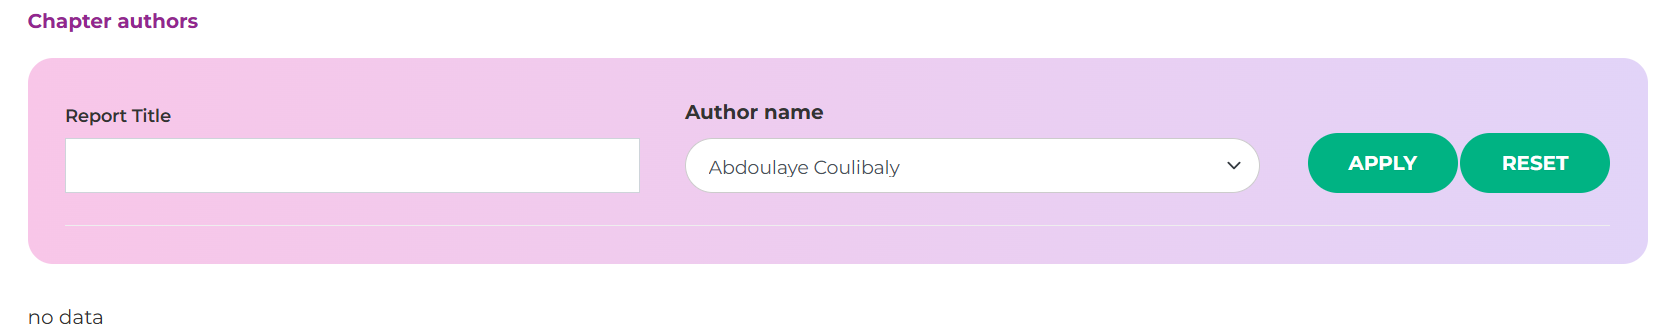 Chapter authors
Report Title
Author name
Abdoulaye Coulibaly
APPLY
RESET
no data